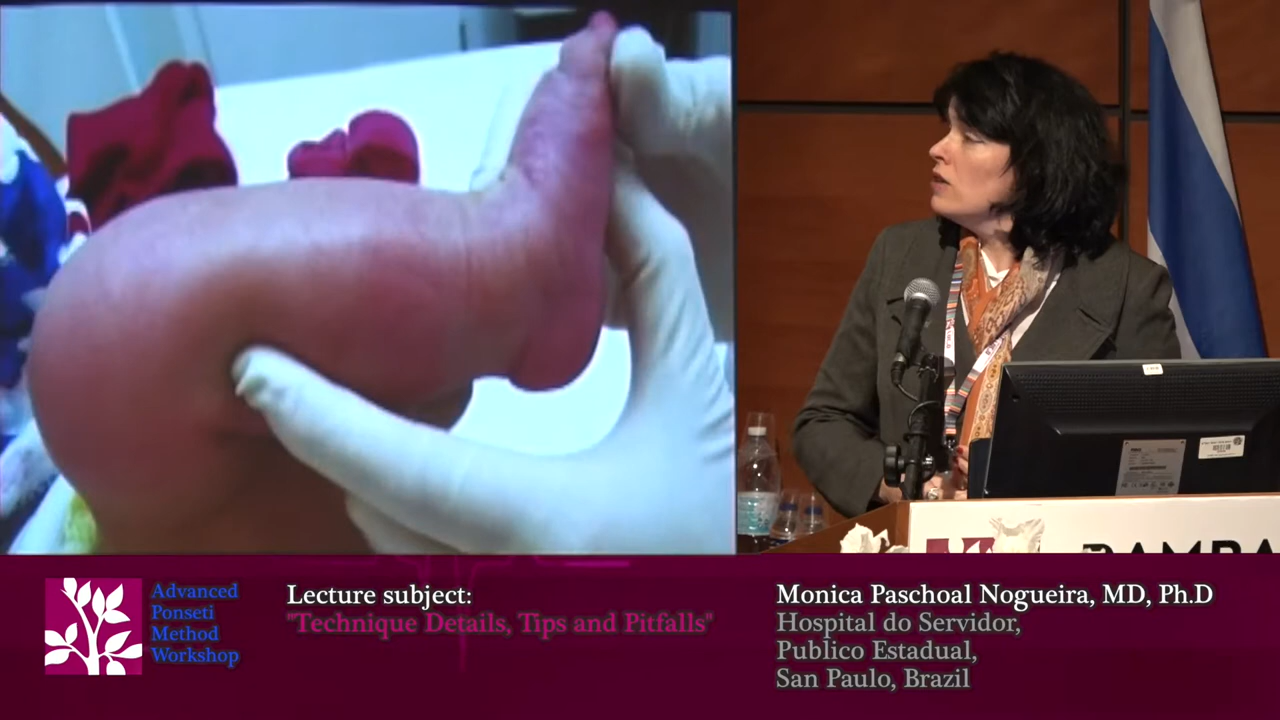 Advanced
Ponseti
Method
Workshop
Lecture subject:
"Technique Details, Tips and Pitfalls"
Monica Paschoal Nogueira, MD, Ph.D
Hospital do Servidor,
Publico Estadual,
San Paulo, Brazil